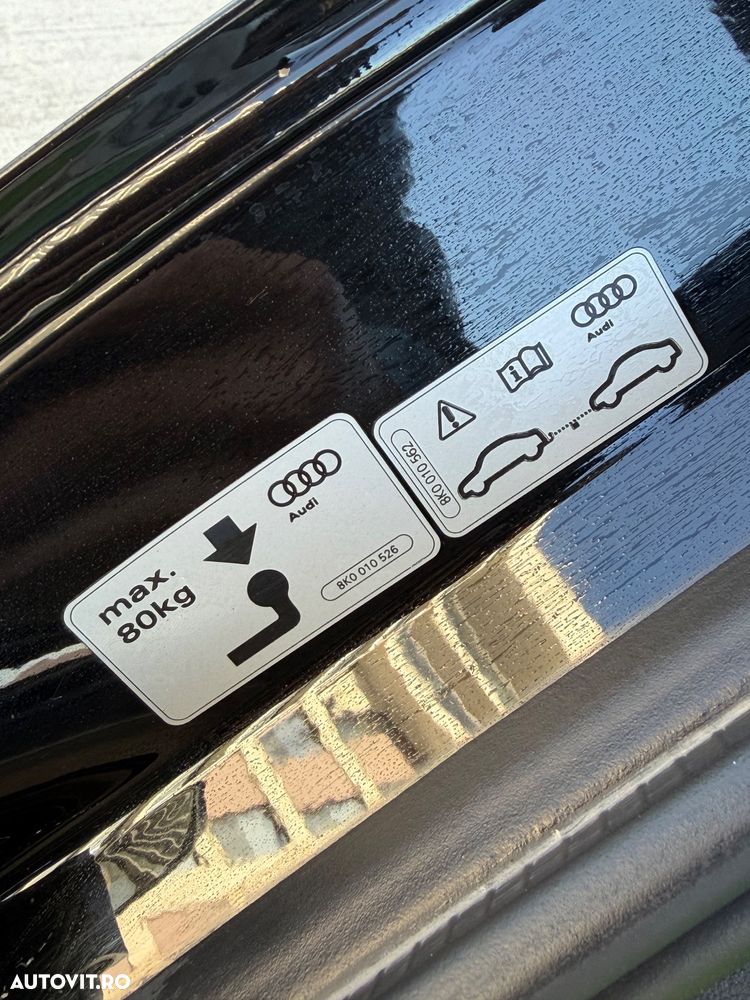 max.
80kg
Audi
8K0 010 526
8K0 010 562
i
Audi
AUTOVIT.RO